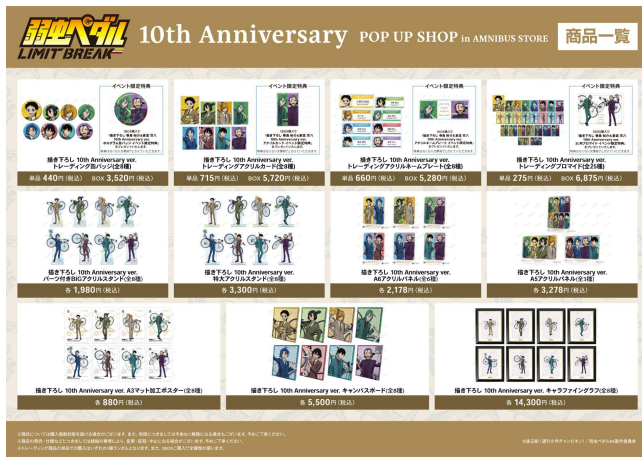 弱虫ペダル
LIMIT BREAK
10th Anniversary POP UP SHOP in AMNIBUS STORE
商品一覧
イベント限定特典
描き下ろし 10th Anniversary ver.
トレーディング缶バッジ(全8種)
単品 440円(税込) BOX 3,520円(税込)
イベント限定特典
描き下ろし 10th Anniversary ver.
トレーディングアクリルカード(全8種)
単品 715円(税込) BOX 5,720円(税込)
イベント限定特典
描き下ろし 10th Anniversary ver.
トレーディングアクリルネームプレート(全8種)
単品 660円(税込) BOX 5,280円(税込)
イベント限定特典
描き下ろし 10th Anniversary ver.
トレーディングブロマイド(全25種)
単品 275円(税込) BOX 6,875円(税込)
描き下ろし 10th Anniversary ver.
パーツ付きBIGアクリルスタンド(全8種)
各 1,980円(税込)
描き下ろし 10th Anniversary ver.
特大アクリルスタンド(全8種)
各 3,300円(税込)
描き下ろし 10th Anniversary ver.
A6アクリルパネル(全6種)
各 2,178円(税込)
描き下ろし 10th Anniversary ver.
A5アクリルパネル(全3種)
各 3,278円(税込)
描き下ろし 10th Anniversary ver. A3マット加工ポスター(全8種)
各 880円(税込)
描き下ろし 10th Anniversary ver. キャンバスボード(全8種)
各 5,500円(税込)
描き下ろし 10th Anniversary ver. キャラファイングラフ(全8種)
各 14,300円(税込)